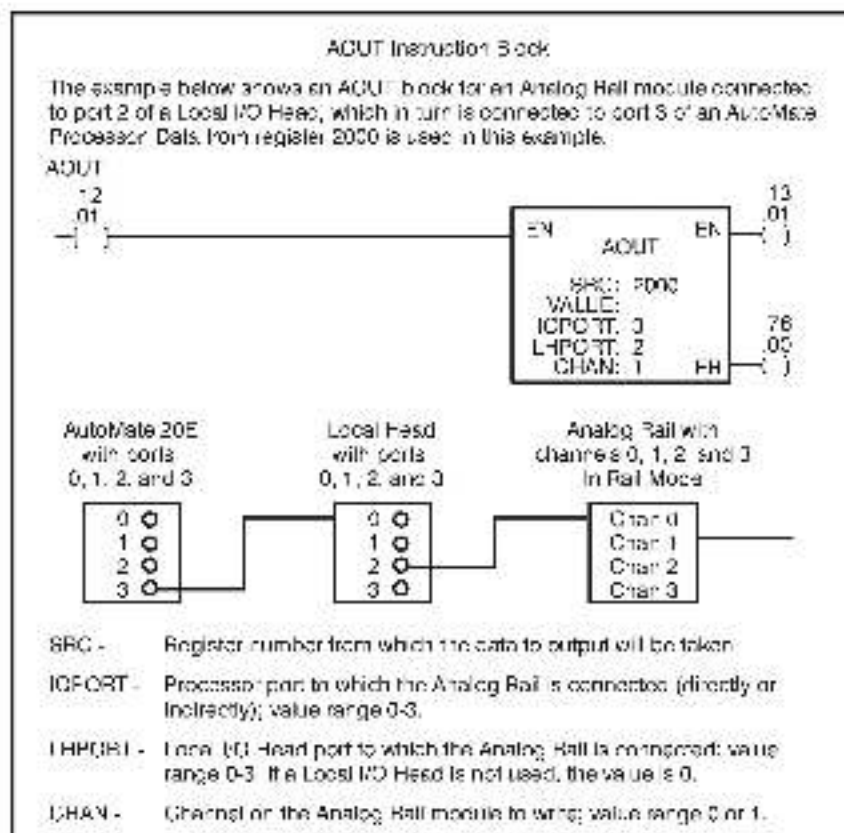 AOUT Instruction Block
The example below shows an AOUT block for an Analog Rail module connected
to port 2 of a Local I/O Head, which in turn is connected to port 3 of an AutoMate
Processor. Data from register 2000 is used in this example.
AOUT
12
.01
13
.01
EN EN
AOUT
SRC: 2000
VALUE:
IOPORT: 3
LHPORT: 2
CHAN: 1 ER
76
.00
AutoMate 20E
with ports
0, 1, 2, and 3
Local Head
with ports
0, 1, 2, and 3
Analog Rail with
channels 0, 1, 2, and 3
In Rail Mode
0
1
2
3
0
1
2
3
Chan 0
Chan 1
Chan 2
Chan 3
SRC - Register number from which the data to output will be taken
IOPORT - Processor port to which the Analog Rail is connected (directly or
indirectly); value range 0-3.
LHPORT - Local I/O Head port to which the Analog Rail is connected; value
range 0-3. If a Local I/O Head is not used, the value is 0.
CHAN - Channel on the Analog Rail module to write; value range 0 or 1.